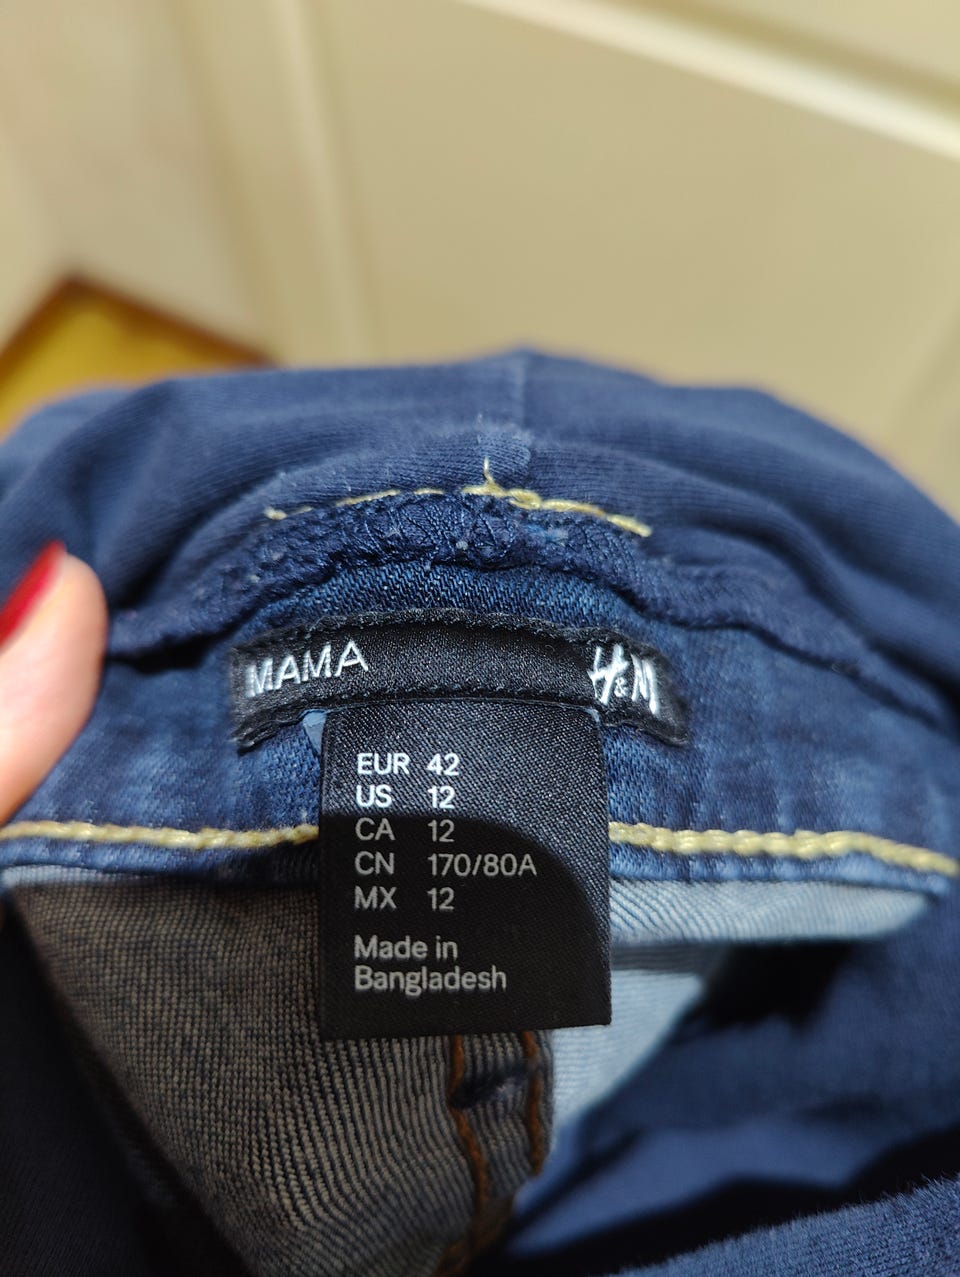 MAMA H&M
EUR 42
US 12
CA 12
CN 170/80A
MX 12
Made in
Bangladesh